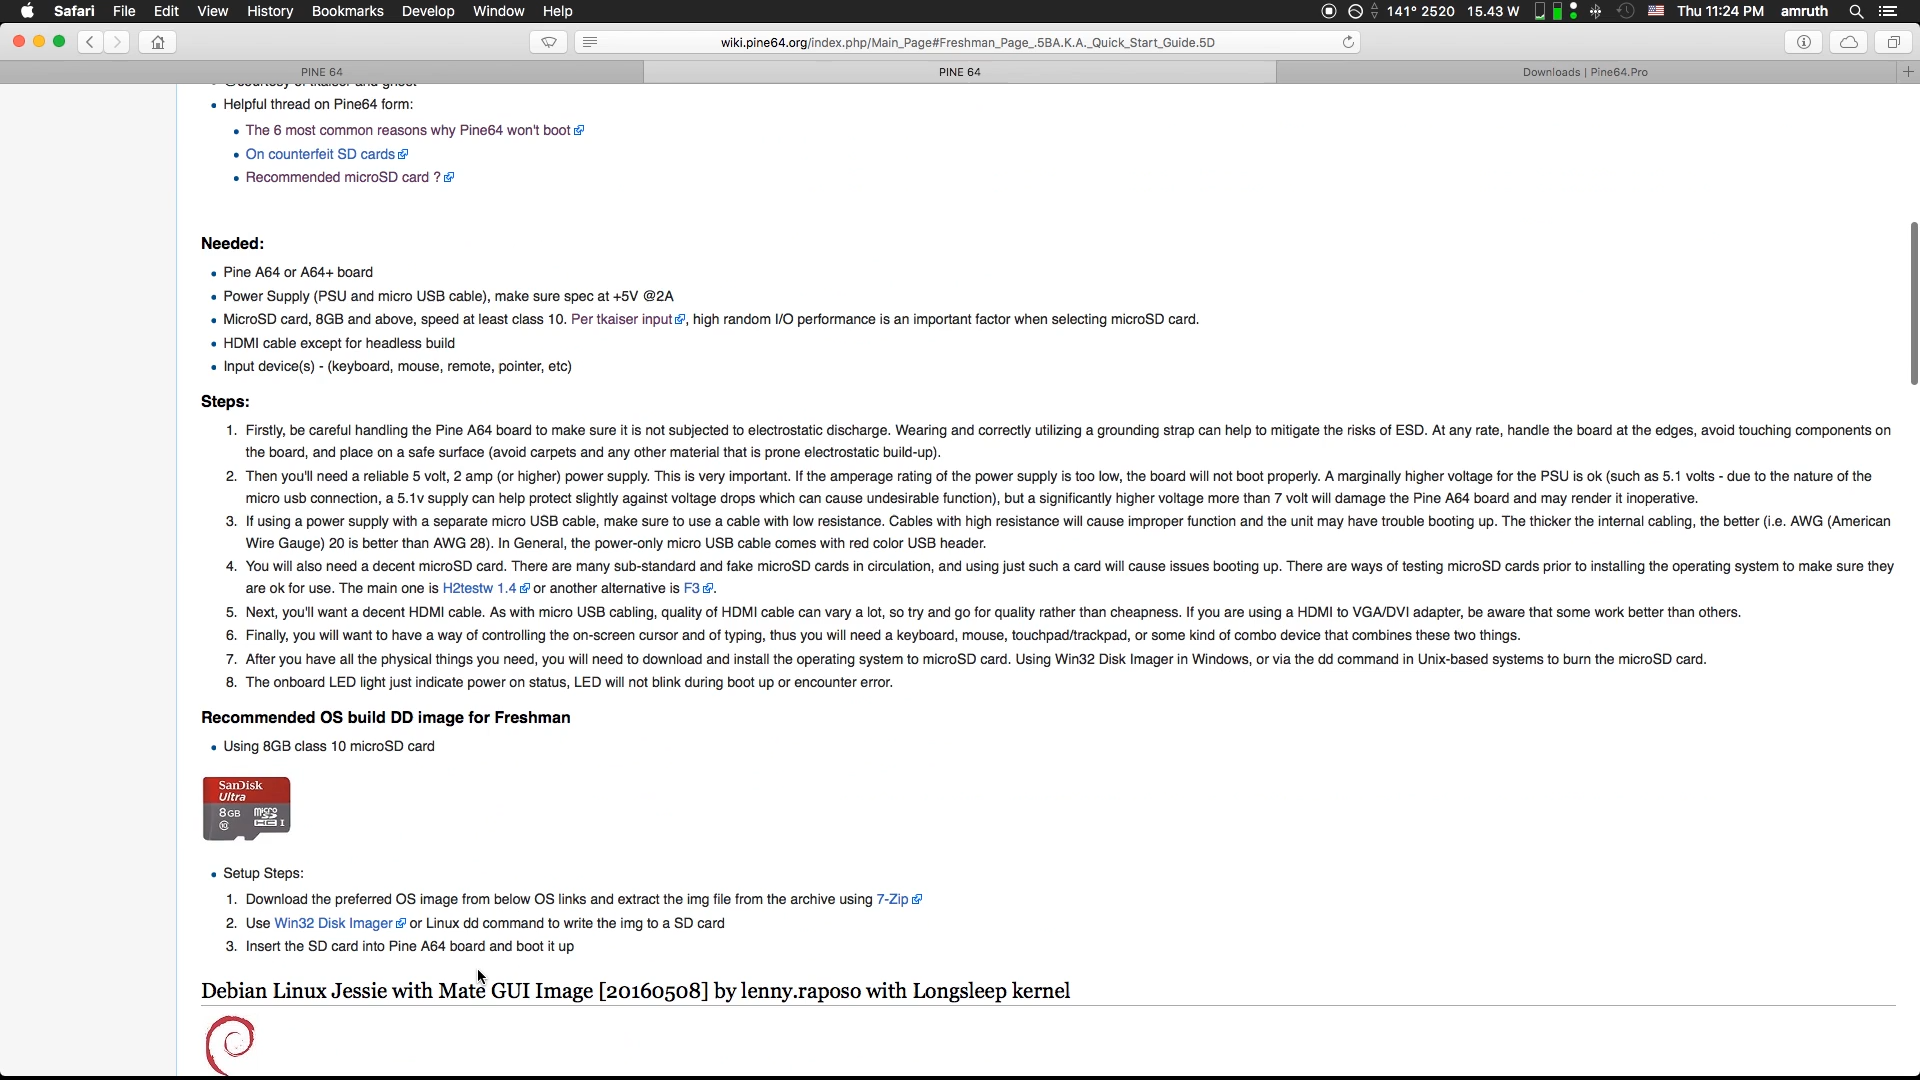 Safari File Edit View History Bookmarks Develop Window Help 141° 2520 15.43 W Thu 11:24 PM amruth
wiki.pine64.org/index.php/Main_Page#Freshman_Page_.5BA.K.A._Quick_Start_Guide.5D
PINE 64 PINE 64 Downloads | Pine64.Pro
Helpful thread on Pine64 form:
The 6 most common reasons why Pine64 won't boot
On counterfeit SD cards
Recommended microSD card ?
Needed:
Pine A64 or A64+ board
Power Supply (PSU and micro USB cable), make sure spec at +5V @2A
MicroSD card, 8GB and above, speed at least class 10. Per tkaiser input, high random I/O performance is an important factor when selecting microSD card.
HDMI cable except for headless build
Input device(s) - (keyboard, mouse, remote, pointer, etc)
Steps:
1. Firstly, be careful handling the Pine A64 board to make sure it is not subjected to electrostatic discharge. Wearing and correctly utilizing a grounding strap can help to mitigate the risks of ESD. At any rate, handle the board at the edges, avoid touching components on
the board, and place on a safe surface (avoid carpets and any other material that is prone electrostatic build-up).
2. Then you'll need a reliable 5 volt, 2 amp (or higher) power supply. This is very important. If the amperage rating of the power supply is too low, the board will not boot properly. A marginally higher voltage for the PSU is ok (such as 5.1 volts - due to the nature of the
micro usb connection, a 5.1v supply can help protect slightly against voltage drops which can cause undesirable function), but a significantly higher voltage more than 7 volt will damage the Pine A64 board and may render it inoperative.
3. If using a power supply with a separate micro USB cable, make sure to use a cable with low resistance. Cables with high resistance will cause improper function and the unit may have trouble booting up. The thicker the internal cabling, the better (i.e. AWG (American
Wire Gauge) 20 is better than AWG 28). In General, the power-only micro USB cable comes with red color USB header.
4. You will also need a decent microSD card. There are many sub-standard and fake microSD cards in circulation, and using just such a card will cause issues booting up. There are ways of testing microSD cards prior to installing the operating system to make sure they
are ok for use. The main one is H2testw 1.4 or another alternative is F3.
5. Next, you'll want a decent HDMI cable. As with micro USB cabling, quality of HDMI cable can vary a lot, so try and go for quality rather than cheapness. If you are using a HDMI to VGA/DVI adapter, be aware that some work better than others.
6. Finally, you will want to have a way of controlling the on-screen cursor and of typing, thus you will need a keyboard, mouse, touchpad/trackpad, or some kind of combo device that combines these two things.
7. After you have all the physical things you need, you will need to download and install the operating system to microSD card. Using Win32 Disk Imager in Windows, or via the dd command in Unix-based systems to burn the microSD card.
8. The onboard LED light just indicate power on status, LED will not blink during boot up or encounter error.
Recommended OS build DD image for Freshman
Using 8GB class 10 microSD card
SanDisk
Ultra
8GB micro
HC I
Setup Steps:
1. Download the preferred OS image from below OS links and extract the img file from the archive using 7-Zip
2. Use Win32 Disk Imager or Linux dd command to write the img to a SD card
3. Insert the SD card into Pine A64 board and boot it up
Debian Linux Jessie with Mate GUI Image [20160508] by lenny.raposo with Longsleep kernel